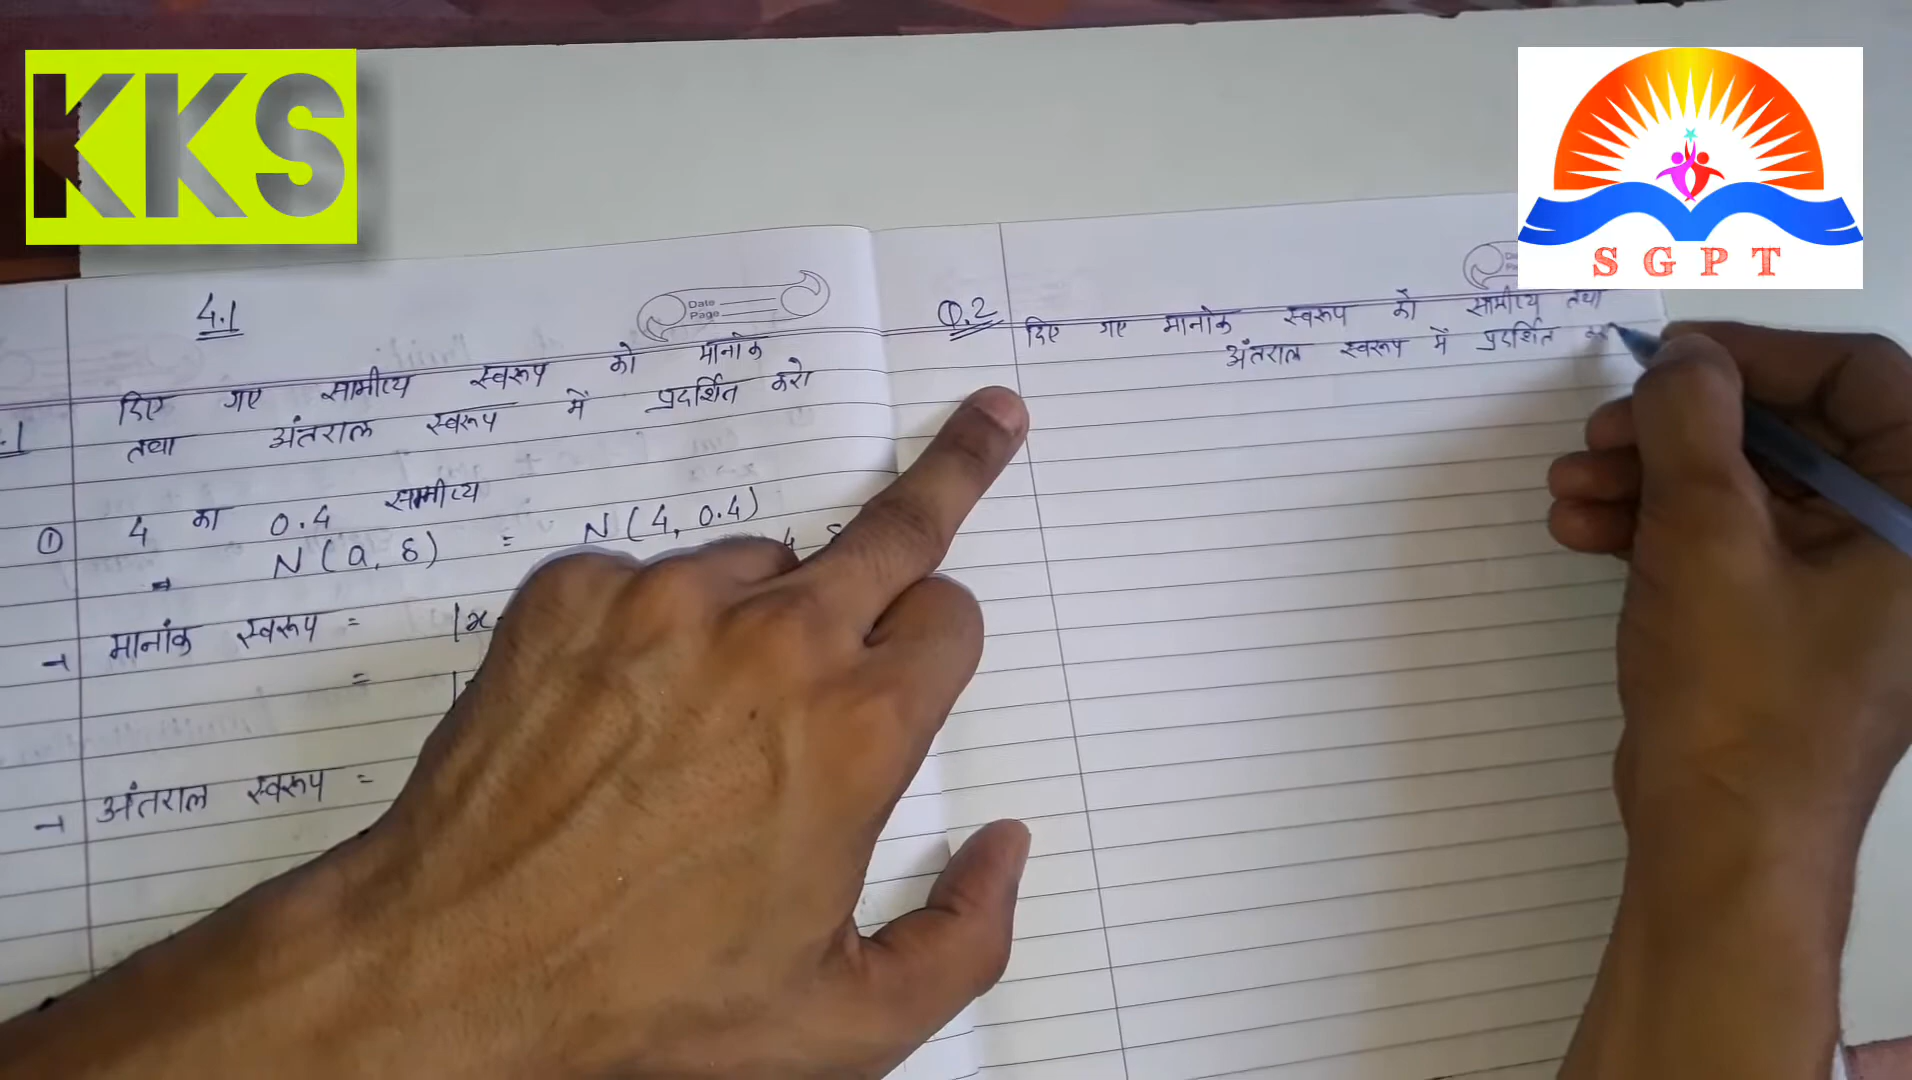 KKS
SGPT
4.1
Date
Page
दिए गए सामीप्य स्वरूप को मानांक
तथा अंतराल स्वरूप में प्रदर्शित करो
① 4 का 0.4 सामीप्य
N(a, δ) = N(4, 0.4)
→ मानांक स्वरूप = |x
=
→ अंतराल स्वरूप =
Q.2 दिए गए मानांक स्वरूप को सामीप्य तथा
अंतराल स्वरूप में प्रदर्शित